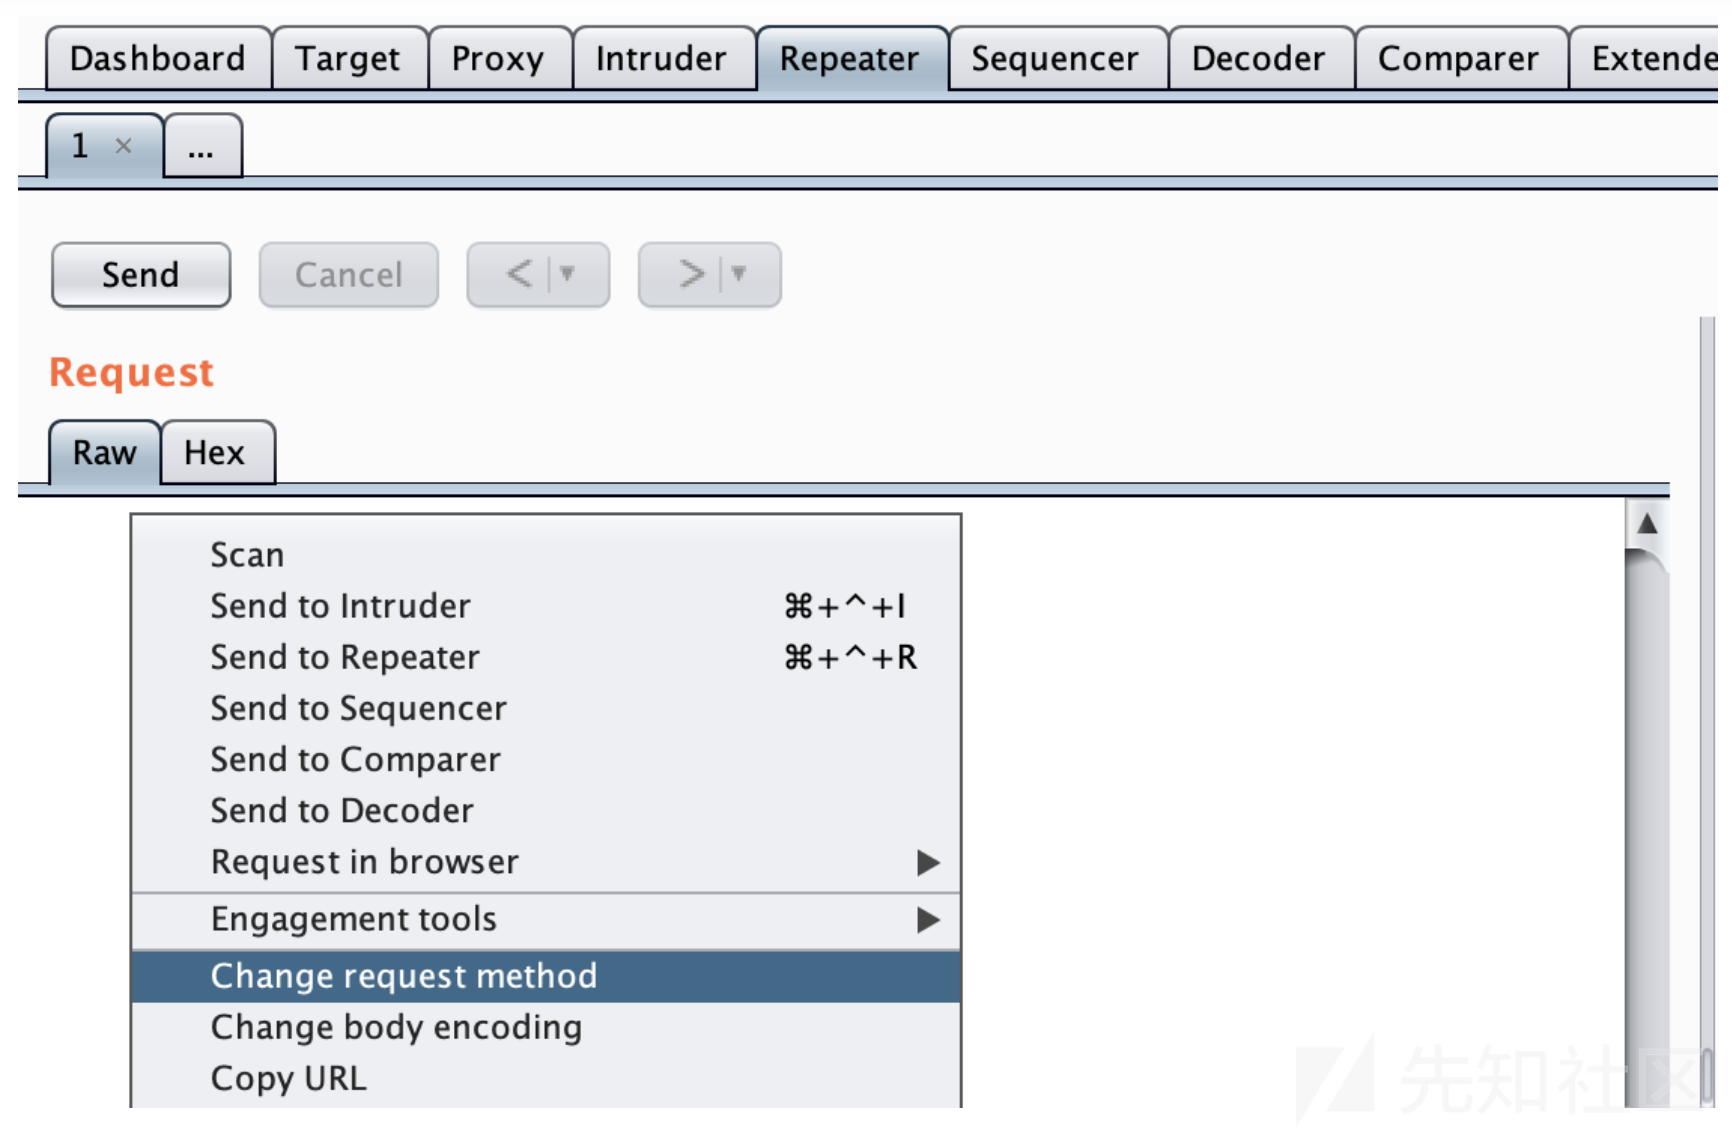 Dashboard Target Proxy Intruder Repeater Sequencer Decoder Comparer Extende
1 × ...
Send Cancel < ▼ > ▼
Request
Raw Hex
Scan
Send to Intruder ⌘+^+I
Send to Repeater ⌘+^+R
Send to Sequencer
Send to Comparer
Send to Decoder
Request in browser
Engagement tools
Change request method
Change body encoding
Copy URL
先知社区